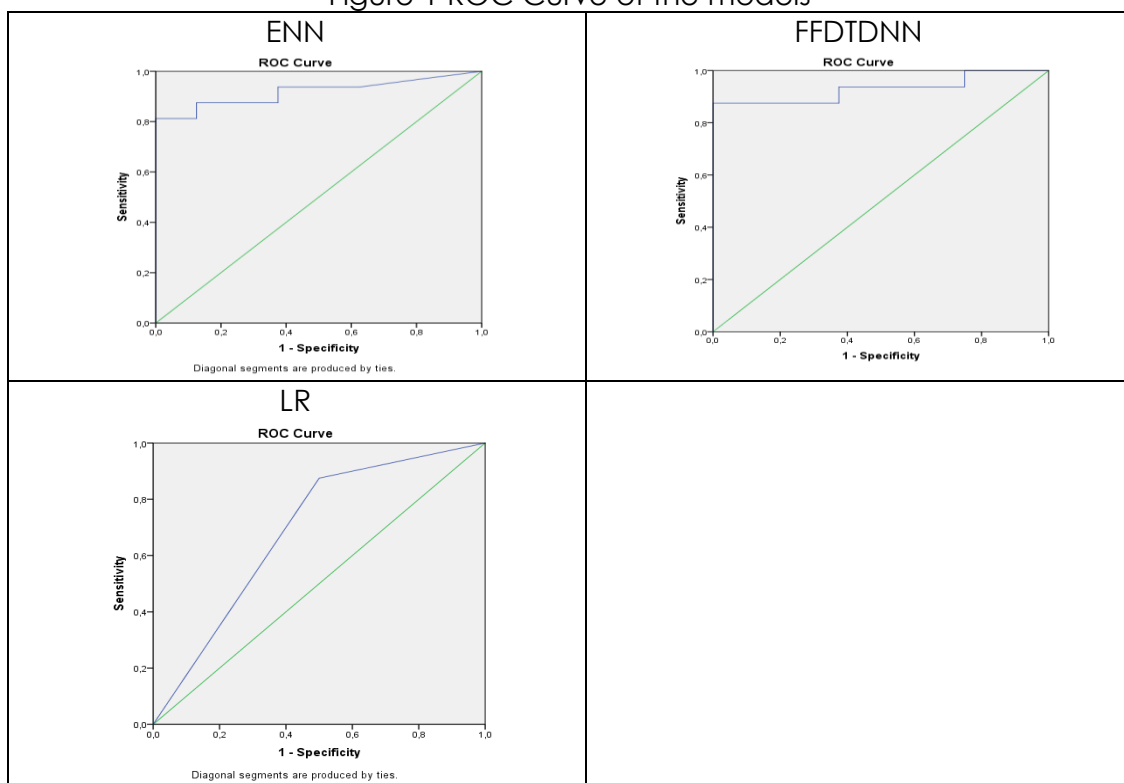 Figure 1 ROC Curve of the models
ENN
ROC Curve
1,0
0,8
0,6
0,4
0,2
0,0
Sensitivity
0,0 0,2 0,4 0,6 0,8 1,0
1 - Specificity
Diagonal segments are produced by ties.
FFDTDNN
ROC Curve
1,0
0,8
0,6
0,4
0,2
0,0
Sensitivity
0,0 0,2 0,4 0,6 0,8 1,0
1 - Specificity
LR
ROC Curve
1,0
0,8
0,6
0,4
0,2
0,0
Sensitivity
0,0 0,2 0,4 0,6 0,8 1,0
1 - Specificity
Diagonal segments are produced by ties.